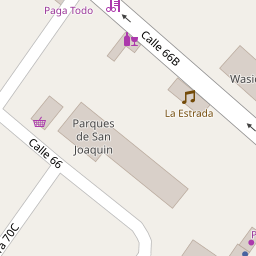 Paga Todo
Calle 66B
Wasi
La Estrada
Parques
de San
Joaquin
Calle 66
a 70C
P